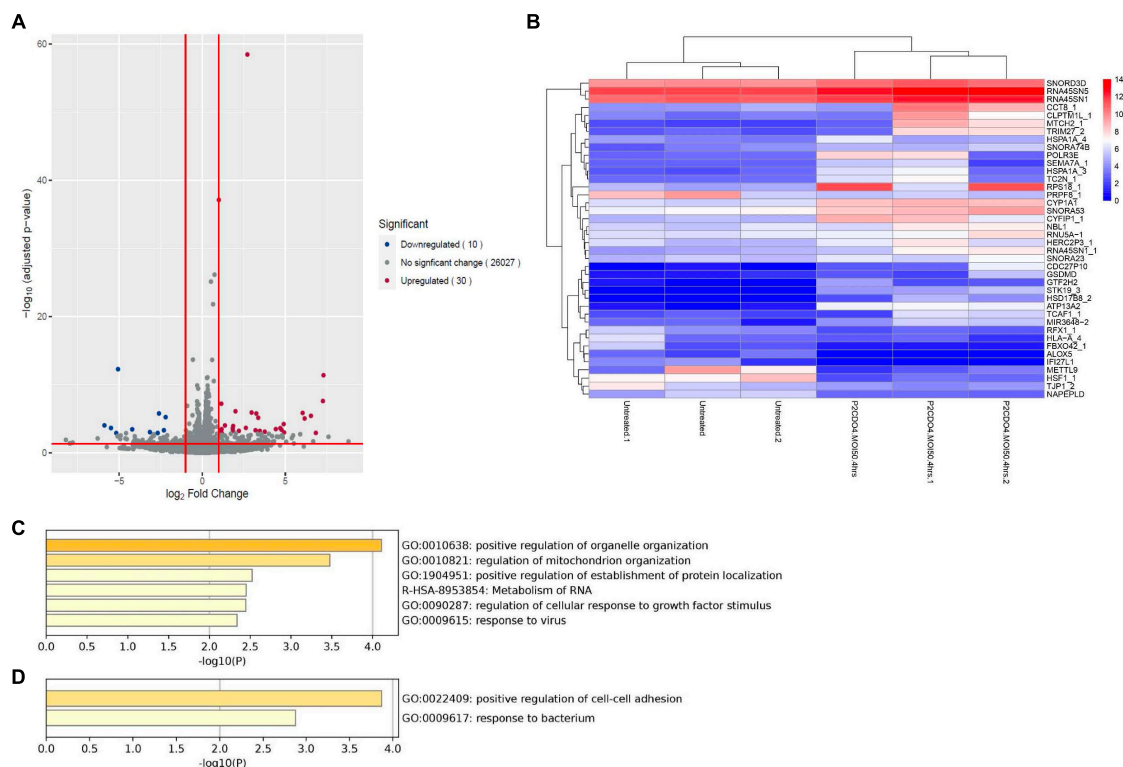 A
60
40
20
0
−log10 (adjusted p-value)
−5
0
5
log2 Fold Change
Significant
Downregulated ( 10 )
No signficant change ( 26027 )
Upregulated ( 30 )
B
SNORD3D
RNA45SN5
RNA45SN1
CCT8_1
CLPTM1L_1
MTCH2_1
TRIM27_2
HSPA1A_4
SNORA74B
POLR3E
SEMA7A_1
HSPA1A_3
TC2N_1
RPS18_1
PRPF8_1
CYP1A1
SNORA53
CYFIP1_1
NBL1
RNU5A−1
HERC2P3_1
RNA45SN1_1
SNORA23
CDC27P10
GSDMD
GTF2H2
STK19_3
HSD17B8_2
ATP13A2
TCAF1_1
MIR3648−2
RFX1_1
HLA−A_4
FBXO42_1
ALOX5
IFI27L1
METTL9
HSF1_1
TJP1_2
NAPEPLD
14
12
10
8
6
4
2
0
Untreated.1
Untreated
Untreated.2
P2OO4.MOI50.4hrs
P2OO4.MOI50.4hrs.1
P2OO4.MOI50.4hrs.2
C
GO:0010638: positive regulation of organelle organization
GO:0010821: regulation of mitochondrion organization
GO:1904951: positive regulation of establishment of protein localization
R-HSA-8953854: Metabolism of RNA
GO:0090287: regulation of cellular response to growth factor stimulus
GO:0009615: response to virus
0.0 0.5 1.0 1.5 2.0 2.5 3.0 3.5 4.0
-log10(P)
D
GO:0022409: positive regulation of cell-cell adhesion
GO:0009617: response to bacterium
0.0 0.5 1.0 1.5 2.0 2.5 3.0 3.5 4.0
-log10(P)